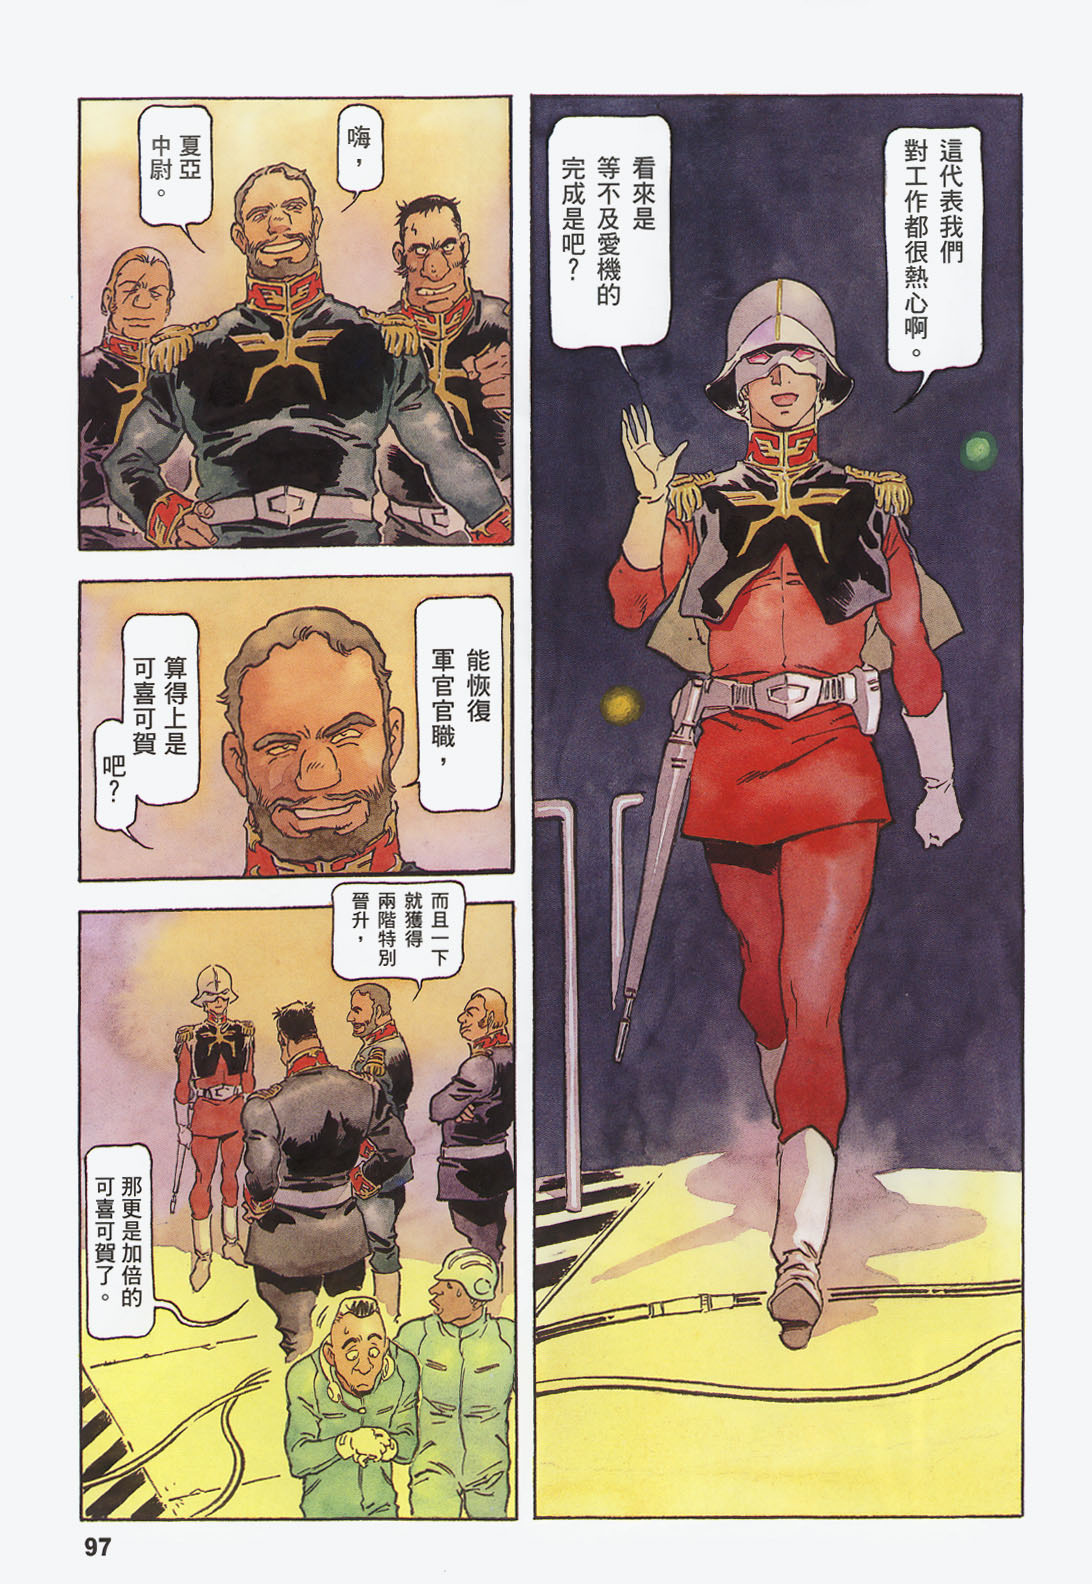 這代表我們
對工作都很熱心啊。
看來是
等不及愛機的
完成是吧?
嗨,
夏亞
中尉。
能恢復
軍官官職,
算得上是
可喜可賀
吧?
而且一下
就獲得
兩階特別
晉升,
那更是加倍的
可喜可賀了。
97